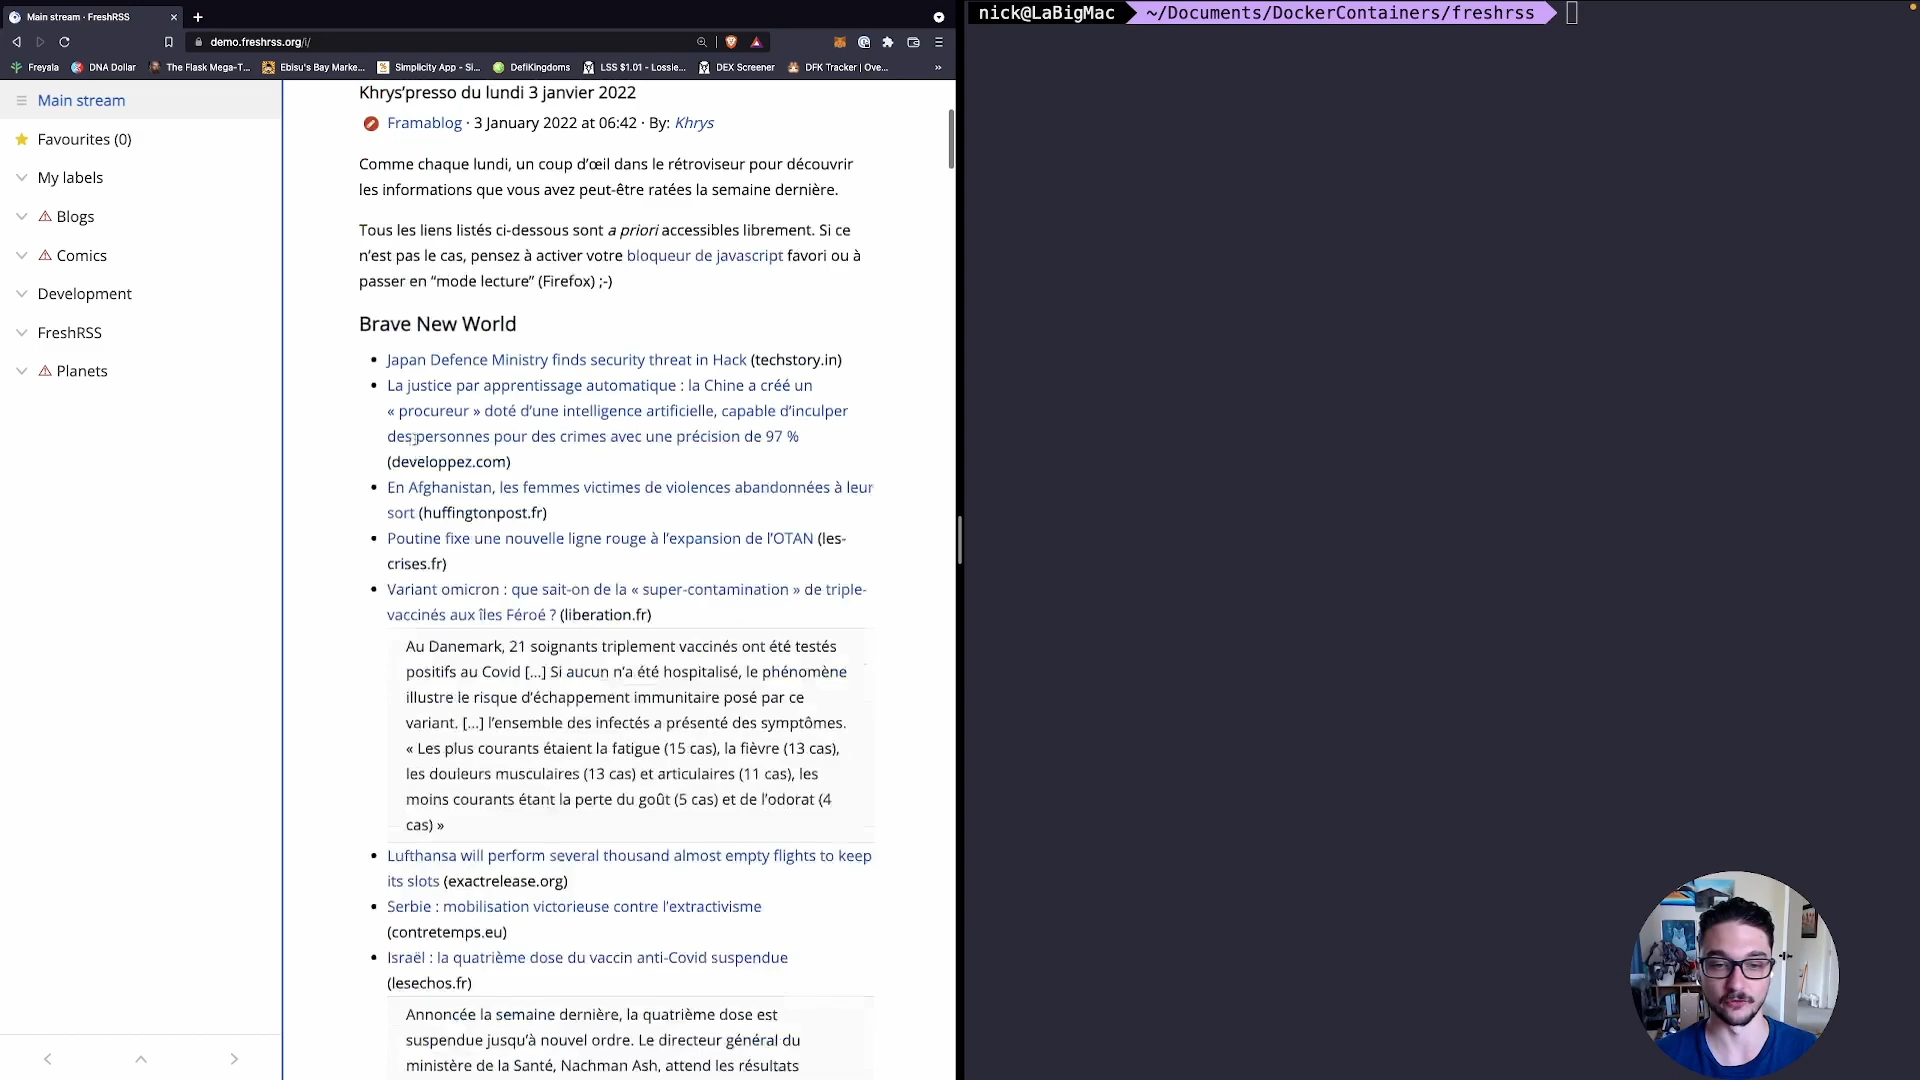 Main stream · FreshRSS
demo.freshrss.org/i/
Freyala
DNA Dollar
The Flask Mega-T...
Ebisu's Bay Marke...
Simplicity App - Si...
DefiKingdoms
LSS $1.01 - Lossle...
DEX Screener
DFK Tracker | Ove...
»
Main stream
Favourites (0)
My labels
Blogs
Comics
Development
FreshRSS
Planets
Khrys’presso du lundi 3 janvier 2022
Framablog · 3 January 2022 at 06:42 · By: Khrys
Comme chaque lundi, un coup d’œil dans le rétroviseur pour découvrir
les informations que vous avez peut-être ratées la semaine dernière.
Tous les liens listés ci-dessous sont a priori accessibles librement. Si ce
n’est pas le cas, pensez à activer votre bloqueur de javascript favori ou à
passer en “mode lecture” (Firefox) ;-)
Brave New World
• Japan Defence Ministry finds security threat in Hack (techstory.in)
• La justice par apprentissage automatique : la Chine a créé un
« procureur » doté d’une intelligence artificielle, capable d’inculper
des personnes pour des crimes avec une précision de 97 %
(developpez.com)
• En Afghanistan, les femmes victimes de violences abandonnées à leur
sort (huffingtonpost.fr)
• Poutine fixe une nouvelle ligne rouge à l’expansion de l’OTAN (les-
crises.fr)
• Variant omicron : que sait-on de la « super-contamination » de triple-
vaccinés aux îles Féroé ? (liberation.fr)
Au Danemark, 21 soignants triplement vaccinés ont été testés
positifs au Covid […] Si aucun n’a été hospitalisé, le phénomène
illustre le risque d’échappement immunitaire posé par ce
variant. […] l’ensemble des infectés a présenté des symptômes.
« Les plus courants étaient la fatigue (15 cas), la fièvre (13 cas),
les douleurs musculaires (13 cas) et articulaires (11 cas), les
moins courants étant la perte du goût (5 cas) et de l’odorat (4
cas) »
• Lufthansa will perform several thousand almost empty flights to keep
its slots (exactrelease.org)
• Serbie : mobilisation victorieuse contre l’extractivisme
(contretemps.eu)
• Israël : la quatrième dose du vaccin anti-Covid suspendue
(lesechos.fr)
Annoncée la semaine dernière, la quatrième dose est
suspendue jusqu’à nouvel ordre. Le directeur général du
ministère de la Santé, Nachman Ash, attend les résultats
nick@LaBigMac ~/Documents/DockerContainers/freshrss